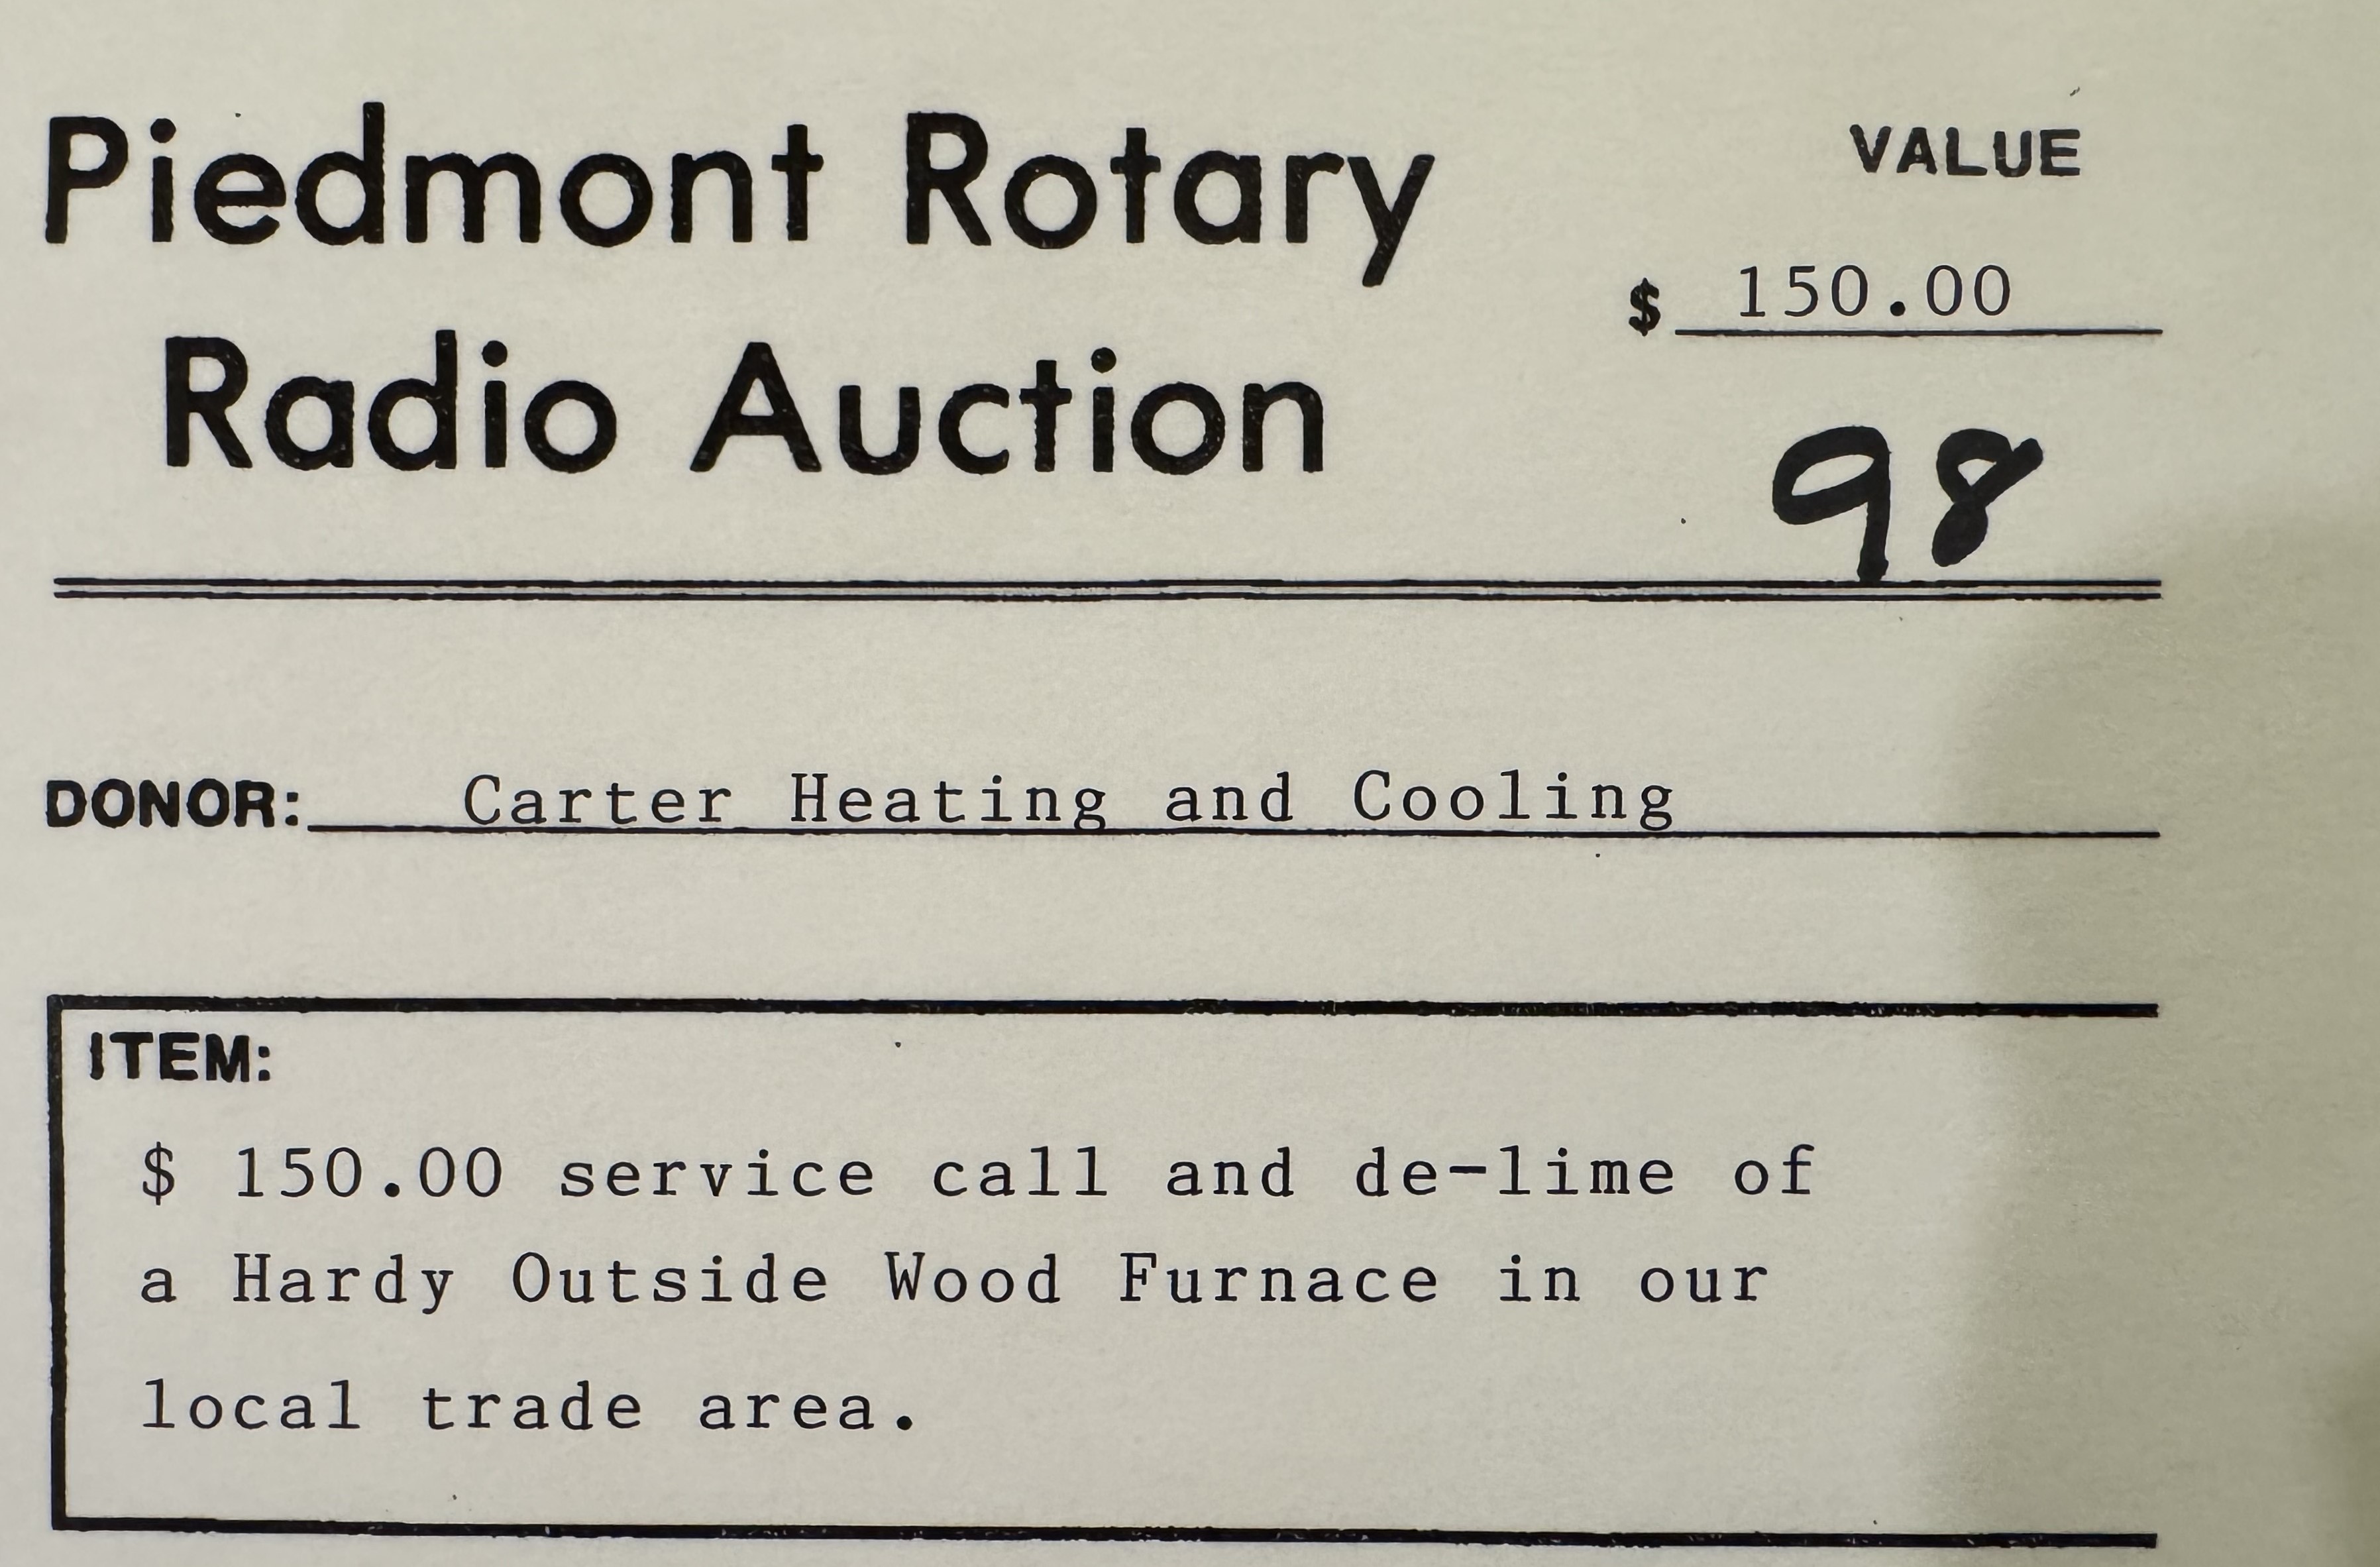 Piedmont Rotary
Radio Auction
VALUE
$ 150.00
98
DONOR: Carter Heating and Cooling
ITEM:
$ 150.00 service call and de-lime of
a Hardy Outside Wood Furnace in our
local trade area.